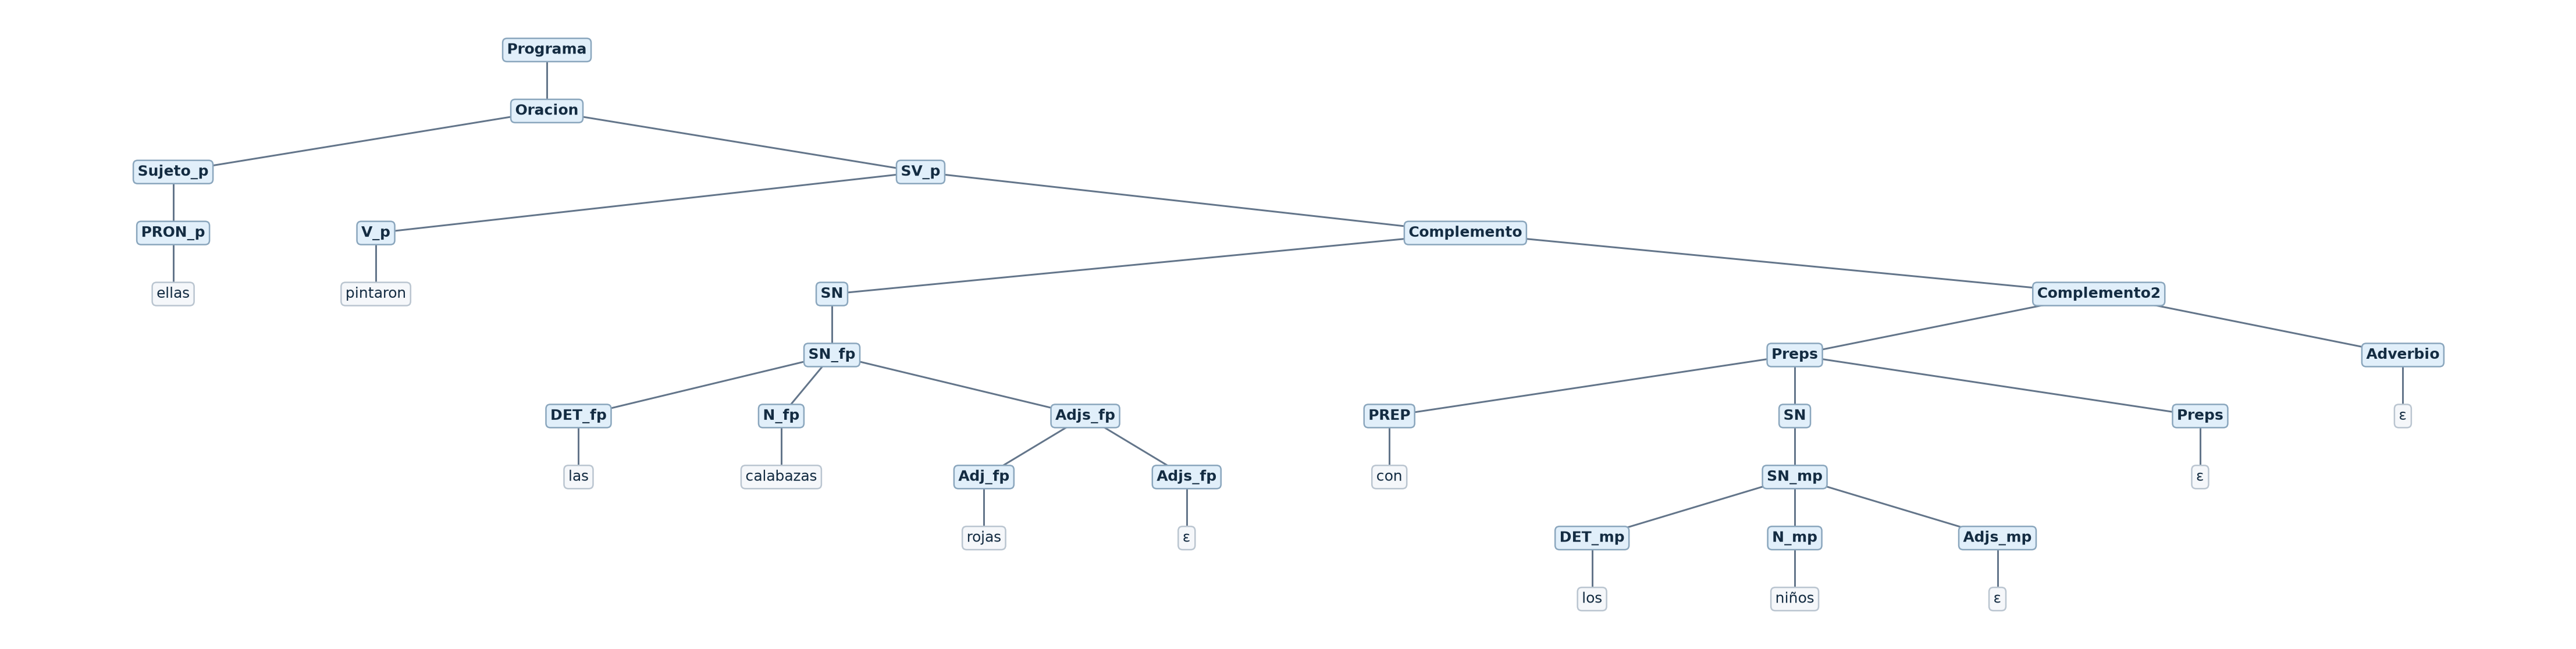 Programa
Oracion
Sujeto_p SV_p
PRON_p V_p Complemento
ellas pintaron SN Complemento2
SN_fp Preps Adverbio
DET_fp N_fp Adjs_fp PREP SN Preps ε
las calabazas Adj_fp Adjs_fp con SN_mp ε
rojas ε DET_mp N_mp Adjs_mp
los niños ε